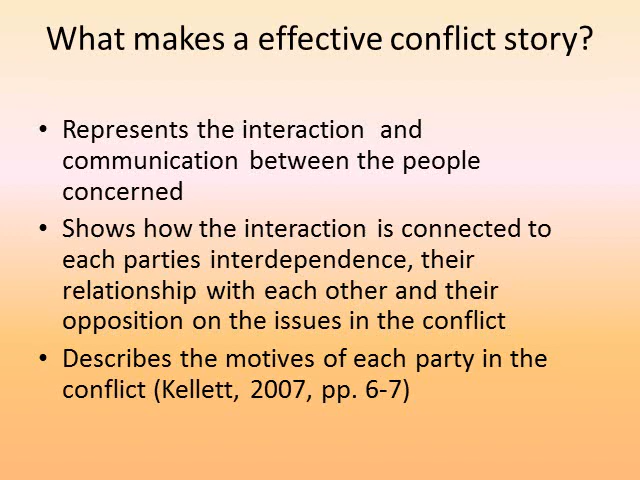 What makes a effective conflict story?
• Represents the interaction  and
communication between the people
concerned
• Shows how the interaction is connected to
each parties interdependence, their
relationship with each other and their
opposition on the issues in the conflict
• Describes the motives of each party in the
conflict (Kellett, 2007, pp. 6-7)